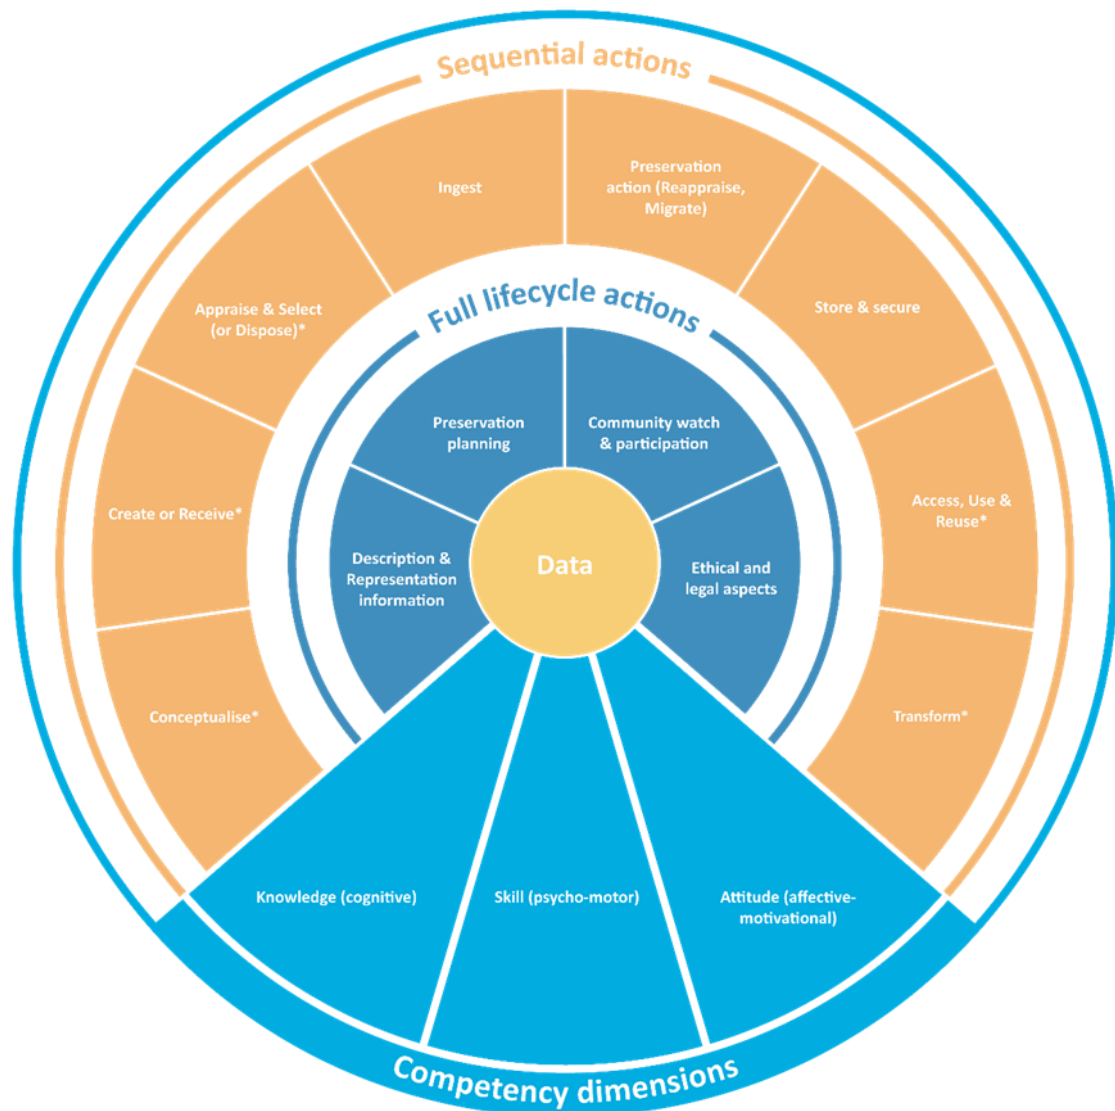 Sequential actions
Ingest
Preservation
action (Reappraise,
Migrate)
Appraise & Select
(or Dispose)*
Store & secure
Full lifecycle actions
Preservation
planning
Community watch
& participation
Create or Receive*
Access, Use &
Reuse*
Description &
Representation
information
Data
Ethical and
legal aspects
Conceptualise*
Transform*
Knowledge (cognitive)
Skill (psycho-motor)
Attitude (affective-
motivational)
Competency dimensions